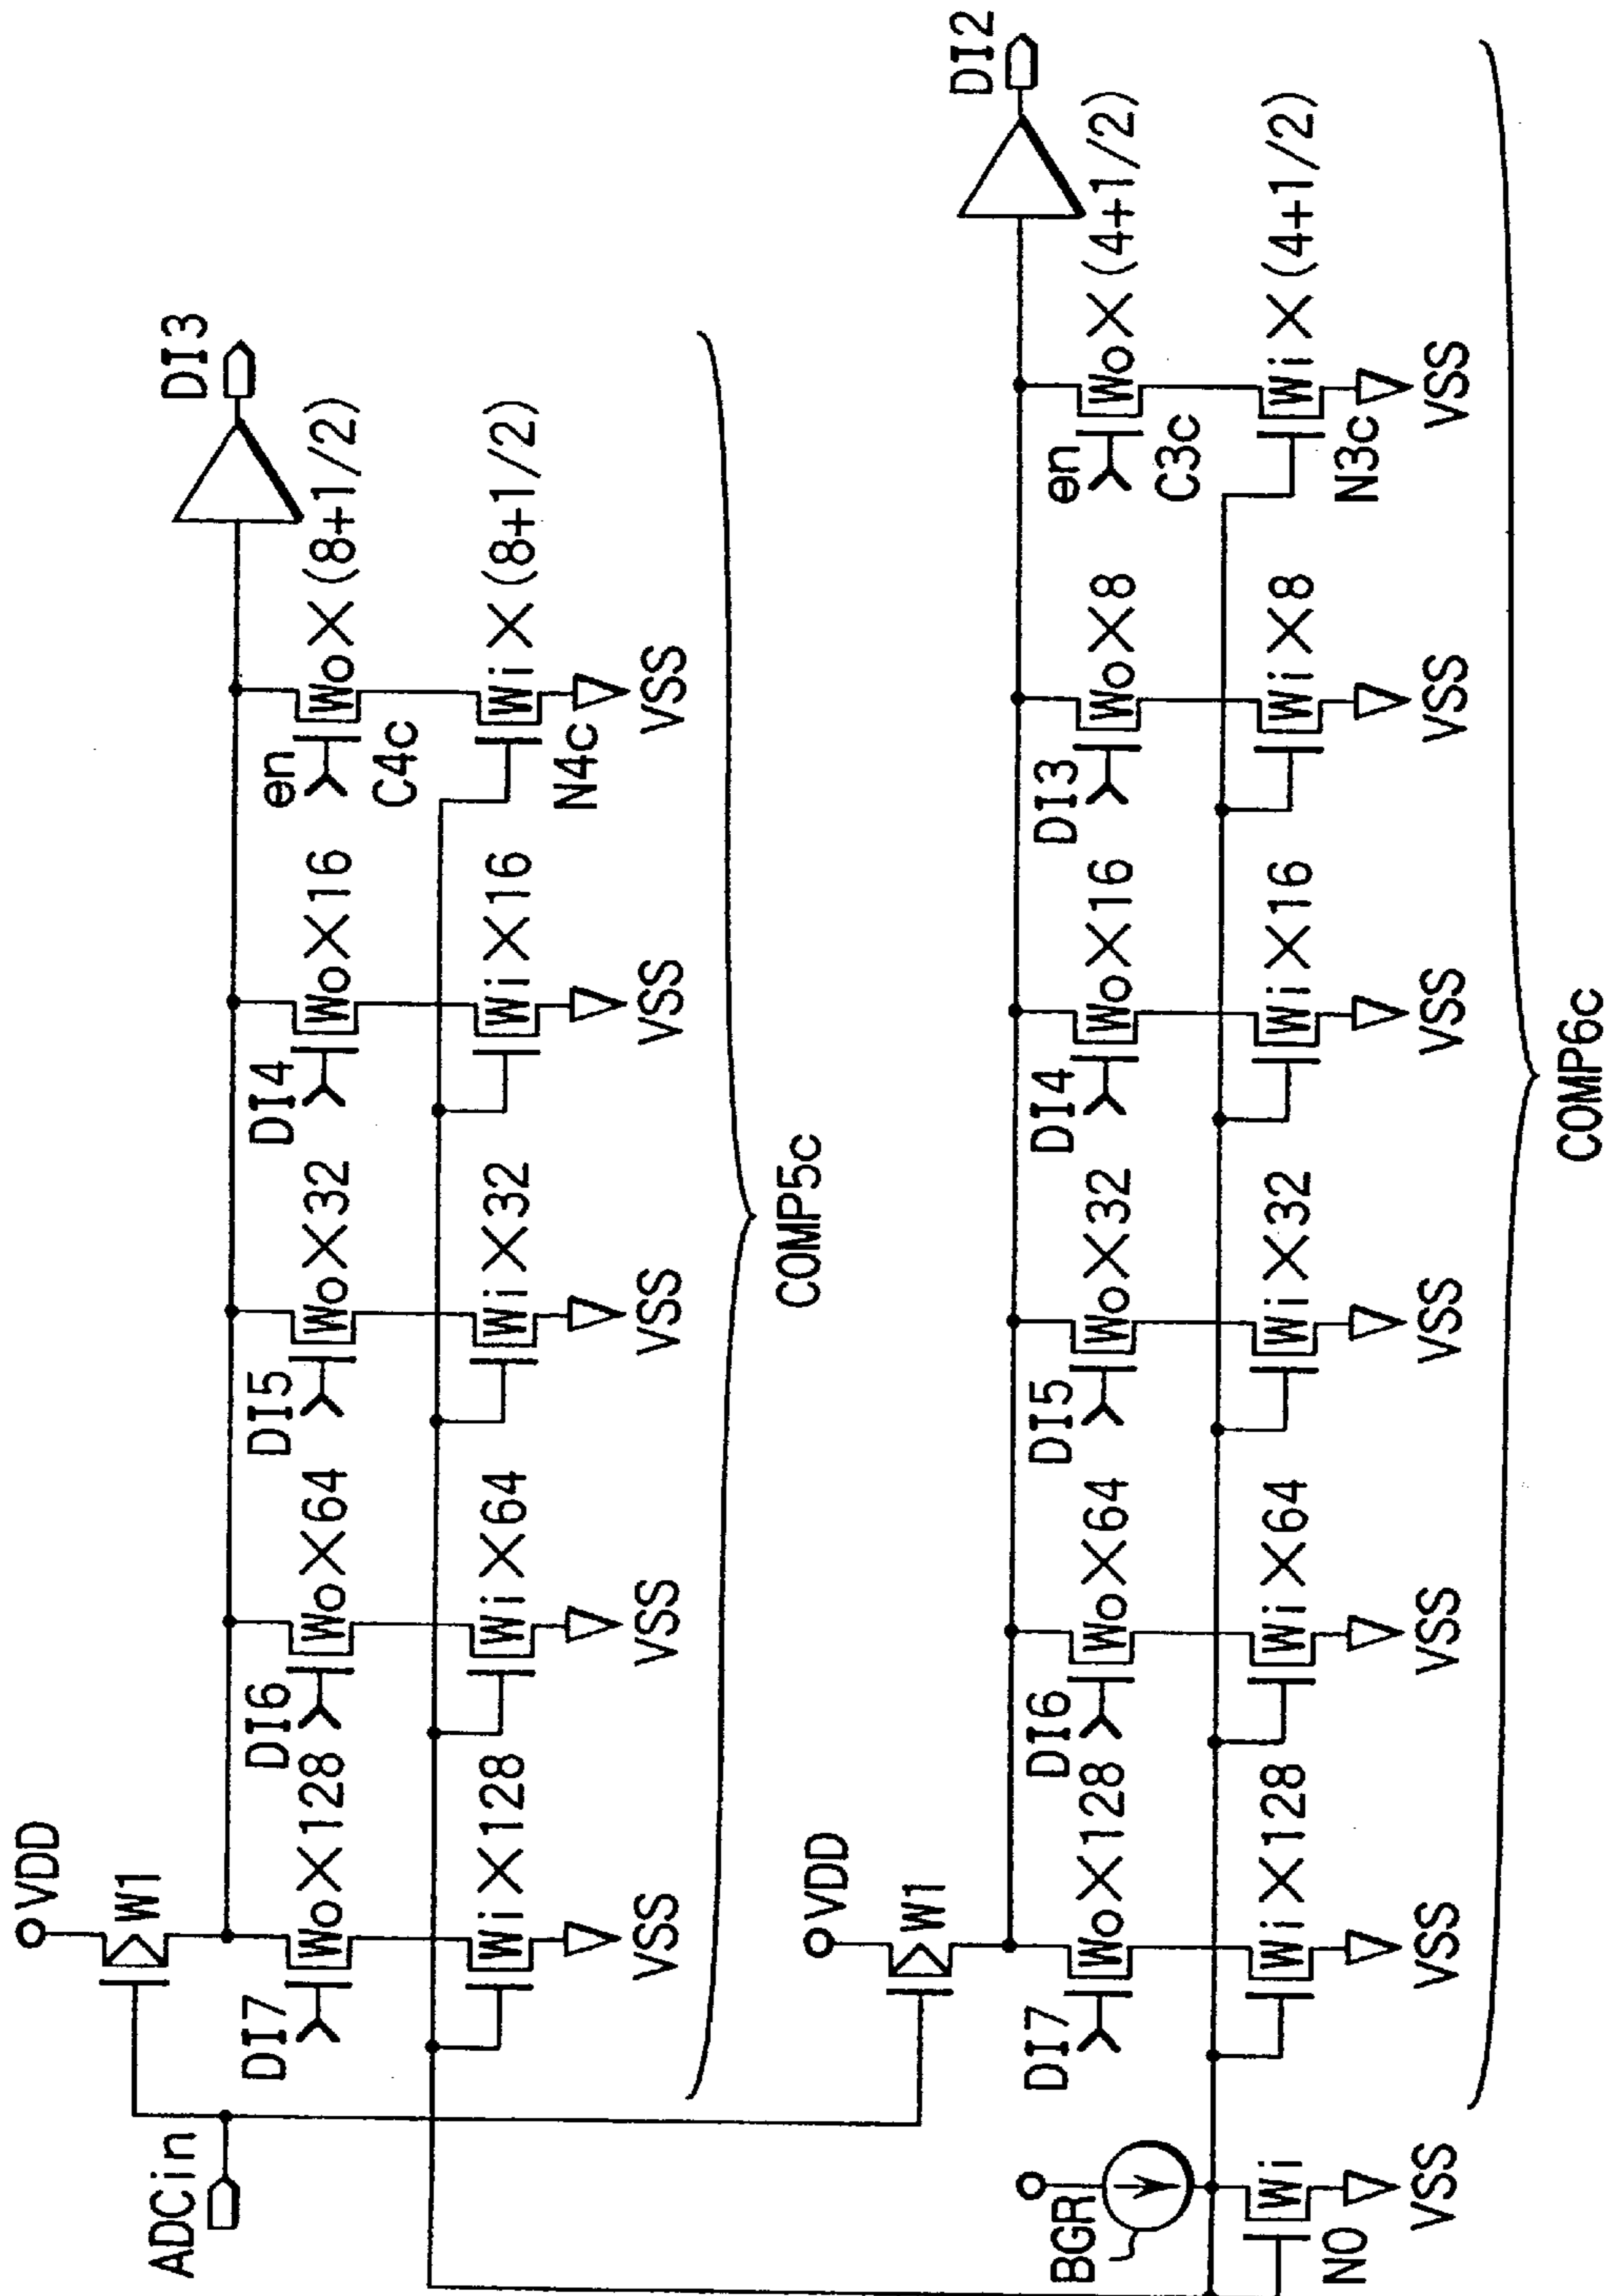 VDD
W1
ADCin
DI7
Wo×128
Wi×128
VSS
DI6
Wo×64
Wi×64
VSS
DI5
Wo×32
Wi×32
VSS
DI4
Wo×16
Wi×16
VSS
en
Wo×(8+1/2)
C4c
Wi×(8+1/2)
N4c
VSS
DI3
COMP5c
VDD
W1
BGR
Wi
N0
VSS
DI7
Wo×128
Wi×128
VSS
DI6
Wo×64
Wi×64
VSS
DI5
Wo×32
Wi×32
VSS
DI4
Wo×16
Wi×16
VSS
DI3
Wo×8
Wi×8
VSS
en
Wo×(4+1/2)
C3c
Wi×(4+1/2)
N3c
VSS
DI2
COMP6c